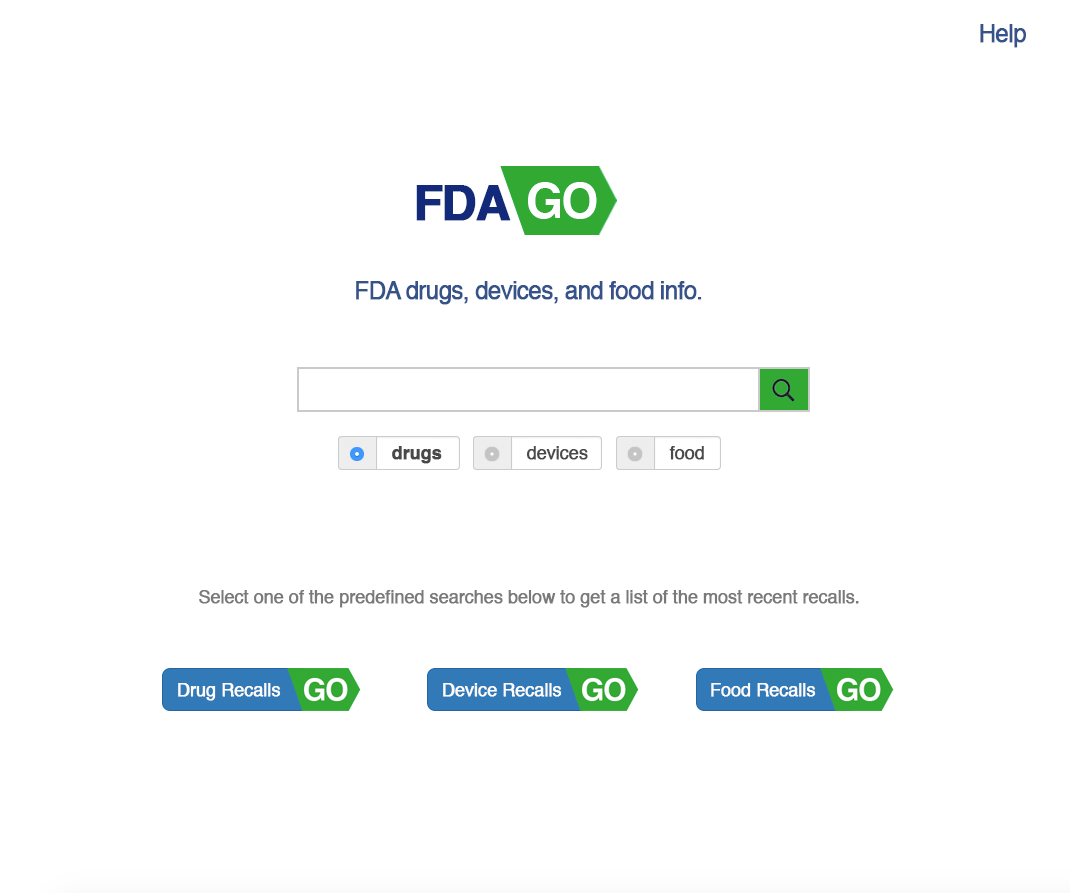 Help
FDA GO
FDA drugs, devices, and food info.
drugs devices food
Select one of the predefined searches below to get a list of the most recent recalls.
Drug Recalls GO Device Recalls GO Food Recalls GO